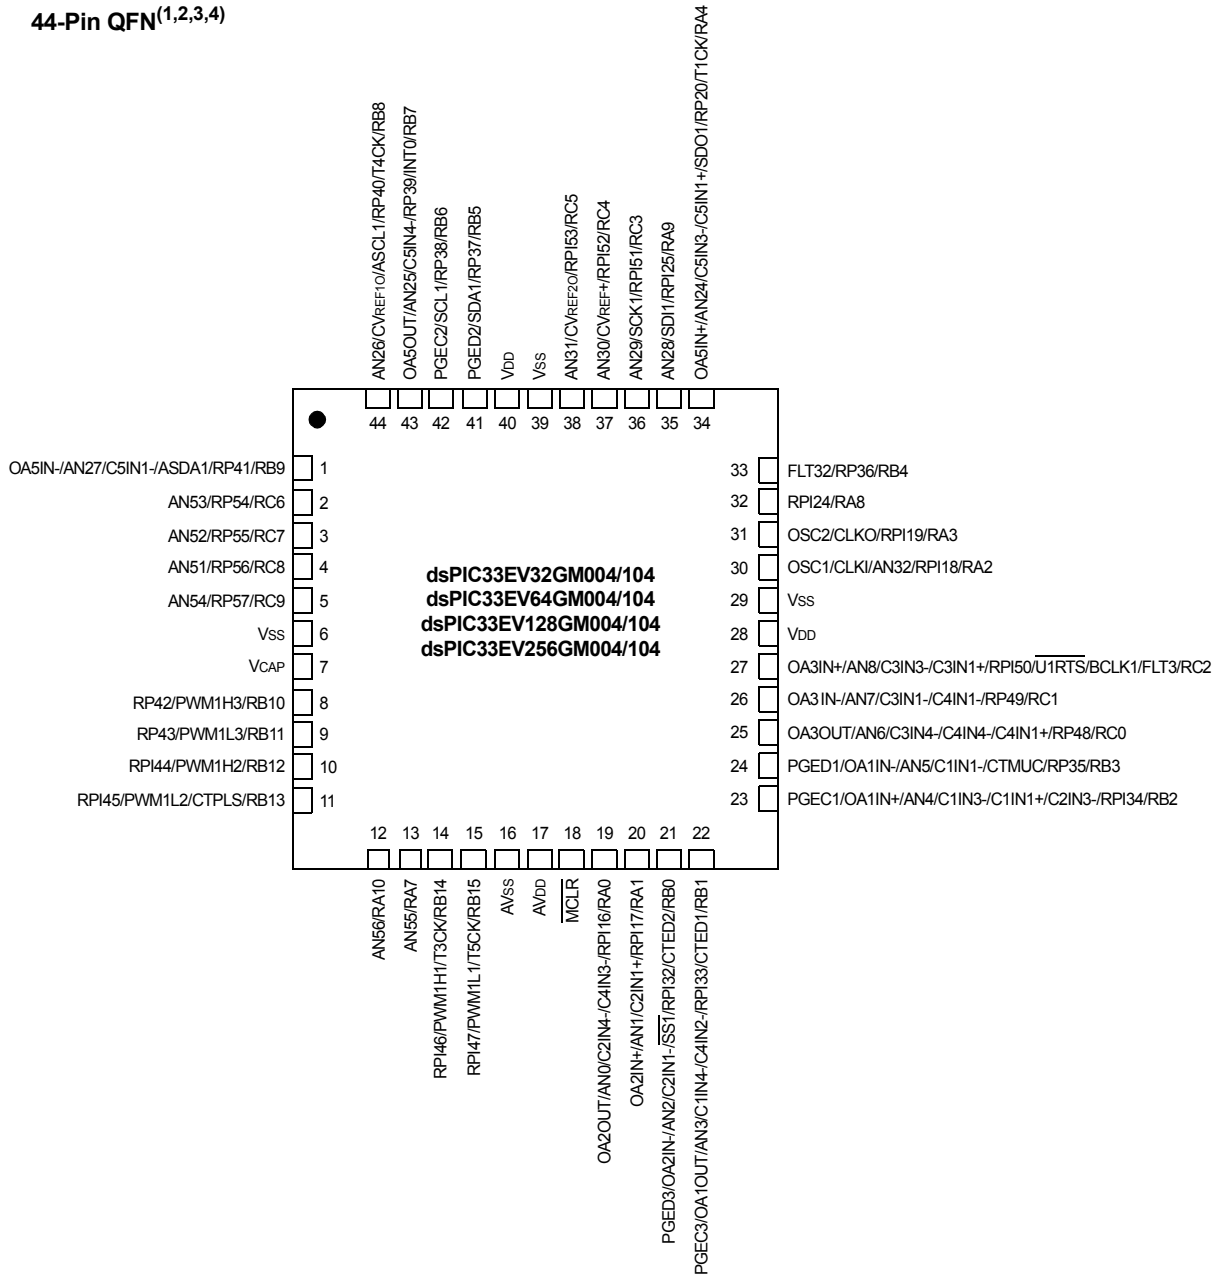 44-Pin QFN(1,2,3,4)
AN26/CVREF1O/ASCL1/RP40/T4CK/RB8
OA5OUT/AN25/C5IN4-/RP39/INT0/RB7
PGEC2/SCL1/RP38/RB6
PGED2/SDA1/RP37/RB5
VDD
VSS
AN31/CVREF2O/RPI53/RC5
AN30/CVREF+/RPI52/RC4
AN29/SCK1/RPI51/RC3
AN28/SDI1/RPI25/RA9
OA5IN+/AN24/C5IN3-/C5IN1+/SDO1/RP20/T1CK/RA4
44 43 42 41 40 39 38 37 36 35 34
OA5IN-/AN27/C5IN1-/ASDA1/RP41/RB9 1
AN53/RP54/RC6 2
AN52/RP55/RC7 3
AN51/RP56/RC8 4
AN54/RP57/RC9 5
VSS 6
VCAP 7
RP42/PWM1H3/RB10 8
RP43/PWM1L3/RB11 9
RPI44/PWM1H2/RB12 10
RPI45/PWM1L2/CTPLS/RB13 11
dsPIC33EV32GM004/104
dsPIC33EV64GM004/104
dsPIC33EV128GM004/104
dsPIC33EV256GM004/104
33 FLT32/RP36/RB4
32 RPI24/RA8
31 OSC2/CLKO/RPI19/RA3
30 OSC1/CLKI/AN32/RPI18/RA2
29 VSS
28 VDD
27 OA3IN+/AN8/C3IN3-/C3IN1+/RPI50/U1RTS/BCLK1/FLT3/RC2
26 OA3IN-/AN7/C3IN1-/C4IN1-/RP49/RC1
25 OA3OUT/AN6/C3IN4-/C4IN4-/C4IN1+/RP48/RC0
24 PGED1/OA1IN-/AN5/C1IN1-/CTMUC/RP35/RB3
23 PGEC1/OA1IN+/AN4/C1IN3-/C1IN1+/C2IN3-/RPI34/RB2
12 13 14 15 16 17 18 19 20 21 22
AN56/RA10
AN55/RA7
RPI46/PWM1H1/T3CK/RB14
RPI47/PWM1L1/T5CK/RB15
AVSS
AVDD
MCLR
OA2OUT/AN0/C2IN4-/C4IN3-/RPI16/RA0
OA2IN+/AN1/C2IN1+/RPI17/RA1
PGED3/OA2IN-/AN2/C2IN1-/SS1/RPI32/CTED2/RB0
PGEC3/OA1OUT/AN3/C1IN4-/C4IN2-/RPI33/CTED1/RB1